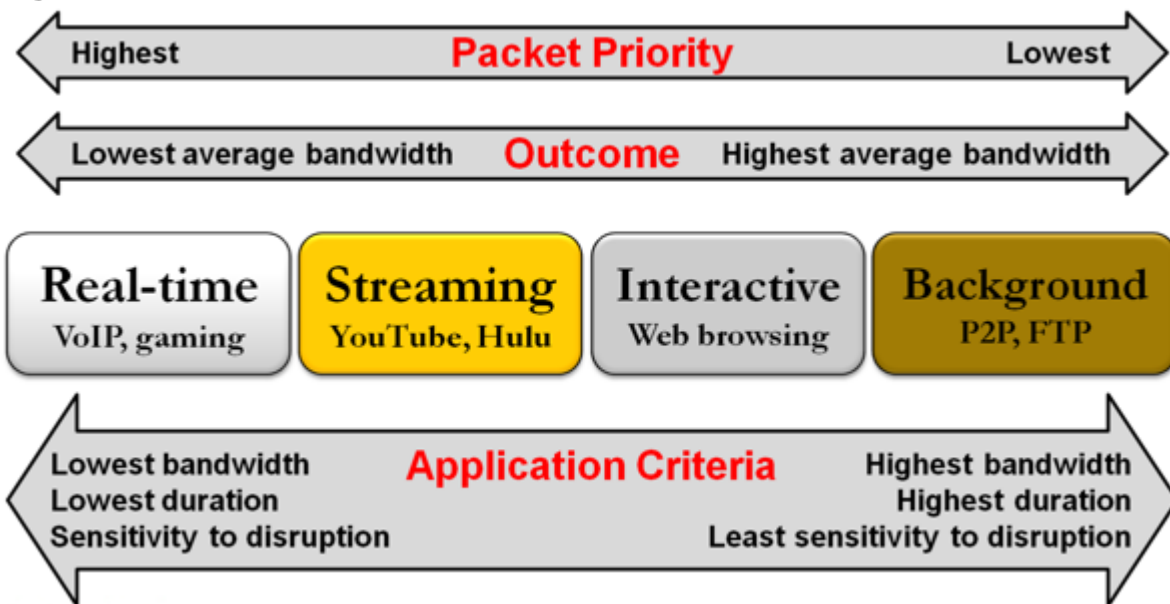 Highest Packet Priority Lowest
Lowest average bandwidth Outcome Highest average bandwidth
Real-time
VoIP, gaming
Streaming
YouTube, Hulu
Interactive
Web browsing
Background
P2P, FTP
Application Criteria
Lowest bandwidth
Lowest duration
Sensitivity to disruption
Highest bandwidth
Highest duration
Least sensitivity to disruption